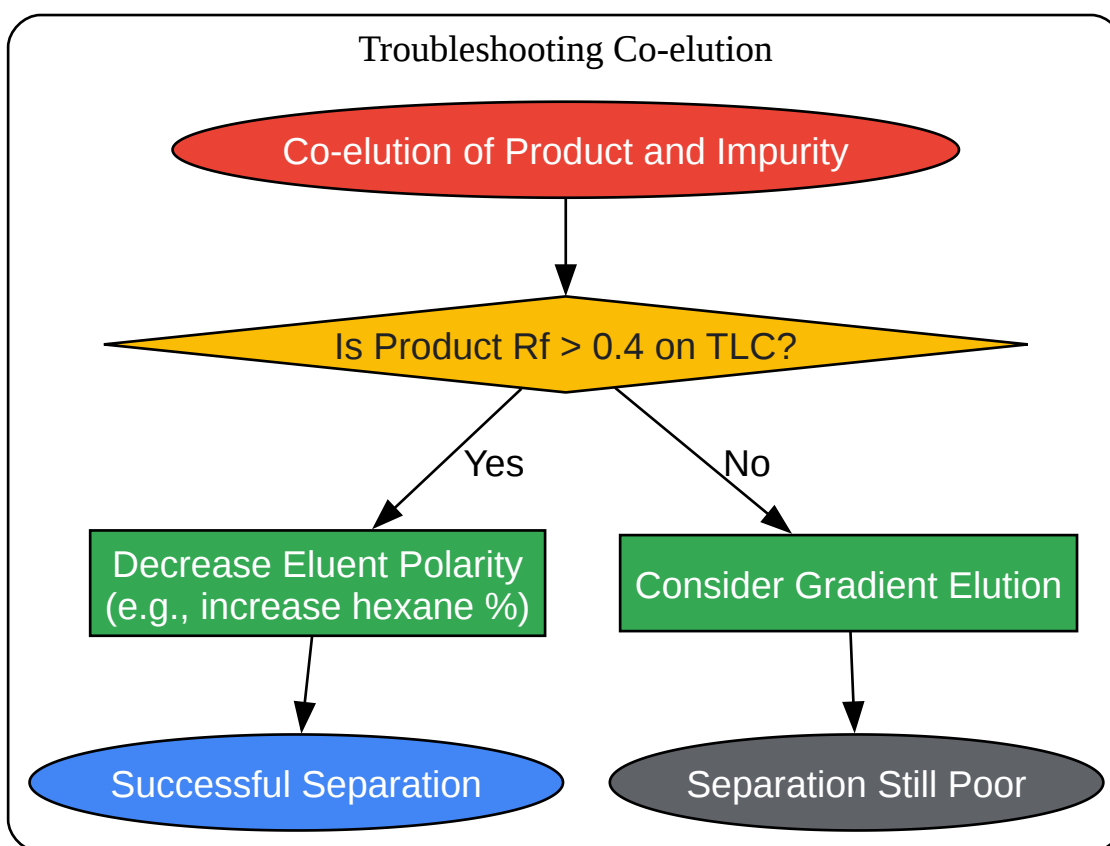 Troubleshooting Co-elution
Co-elution of Product and Impurity
Is Product Rf > 0.4 on TLC?
Yes
No
Decrease Eluent Polarity
(e.g., increase hexane %)
Consider Gradient Elution
Successful Separation
Separation Still Poor